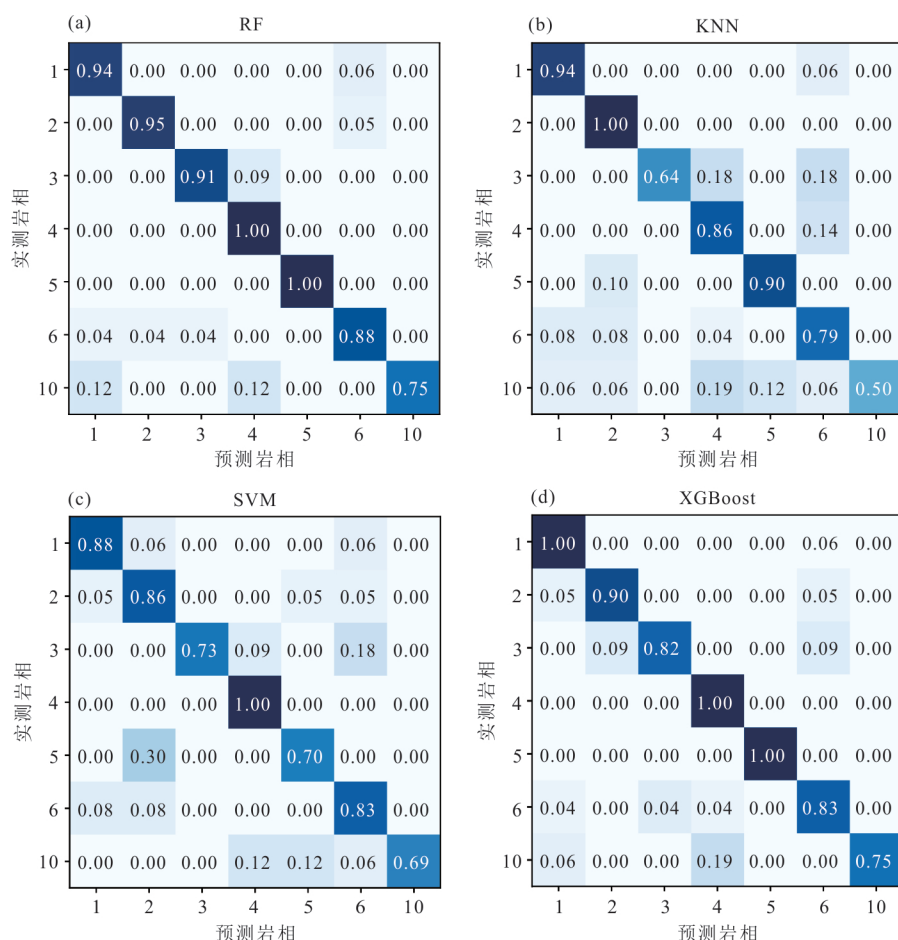 (a) RF
1 0.94 0.00 0.00 0.00 0.00 0.06 0.00
2 0.00 0.95 0.00 0.00 0.00 0.05 0.00
3 0.00 0.00 0.91 0.09 0.00 0.00 0.00
4 0.00 0.00 0.00 1.00 0.00 0.00 0.00
5 0.00 0.00 0.00 0.00 1.00 0.00 0.00
6 0.04 0.04 0.04 0.00 0.00 0.88 0.00
10 0.12 0.00 0.00 0.12 0.00 0.00 0.75
1 2 3 4 5 6 10
实测岩相
预测岩相
(b) KNN
1 0.94 0.00 0.00 0.00 0.00 0.06 0.00
2 0.00 1.00 0.00 0.00 0.00 0.00 0.00
3 0.00 0.00 0.64 0.18 0.00 0.18 0.00
4 0.00 0.00 0.00 0.86 0.00 0.14 0.00
5 0.00 0.10 0.00 0.00 0.90 0.00 0.00
6 0.08 0.08 0.00 0.04 0.00 0.79 0.00
10 0.06 0.06 0.00 0.19 0.12 0.06 0.50
1 2 3 4 5 6 10
实测岩相
预测岩相
(c) SVM
1 0.88 0.06 0.00 0.00 0.00 0.06 0.00
2 0.05 0.86 0.00 0.00 0.05 0.05 0.00
3 0.00 0.00 0.73 0.09 0.00 0.18 0.00
4 0.00 0.00 0.00 1.00 0.00 0.00 0.00
5 0.00 0.30 0.00 0.00 0.70 0.00 0.00
6 0.08 0.08 0.00 0.00 0.00 0.83 0.00
10 0.00 0.00 0.00 0.12 0.12 0.06 0.69
1 2 3 4 5 6 10
实测岩相
预测岩相
(d) XGBoost
1 1.00 0.00 0.00 0.00 0.00 0.06 0.00
2 0.05 0.90 0.00 0.00 0.00 0.05 0.00
3 0.00 0.09 0.82 0.00 0.00 0.09 0.00
4 0.00 0.00 0.00 1.00 0.00 0.00 0.00
5 0.00 0.00 0.00 0.00 1.00 0.00 0.00
6 0.04 0.00 0.04 0.04 0.00 0.83 0.00
10 0.06 0.00 0.00 0.19 0.00 0.00 0.75
1 2 3 4 5 6 10
实测岩相
预测岩相